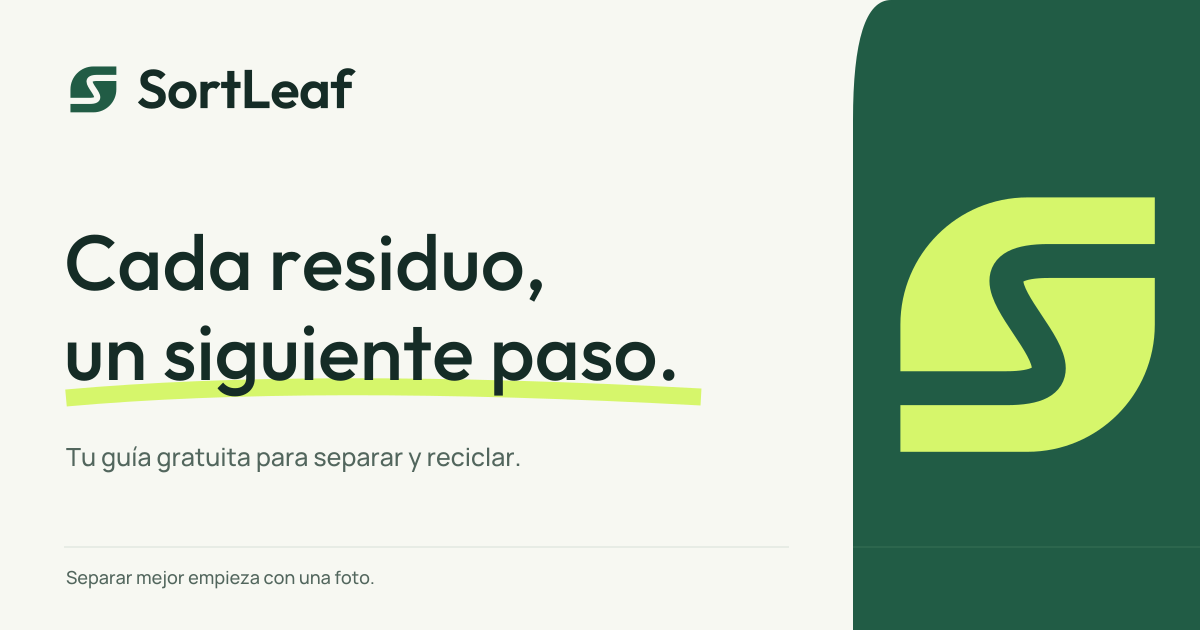 SortLeaf
Cada residuo,
un siguiente paso.
Tu guía gratuita para separar y reciclar.
Separar mejor empieza con una foto.